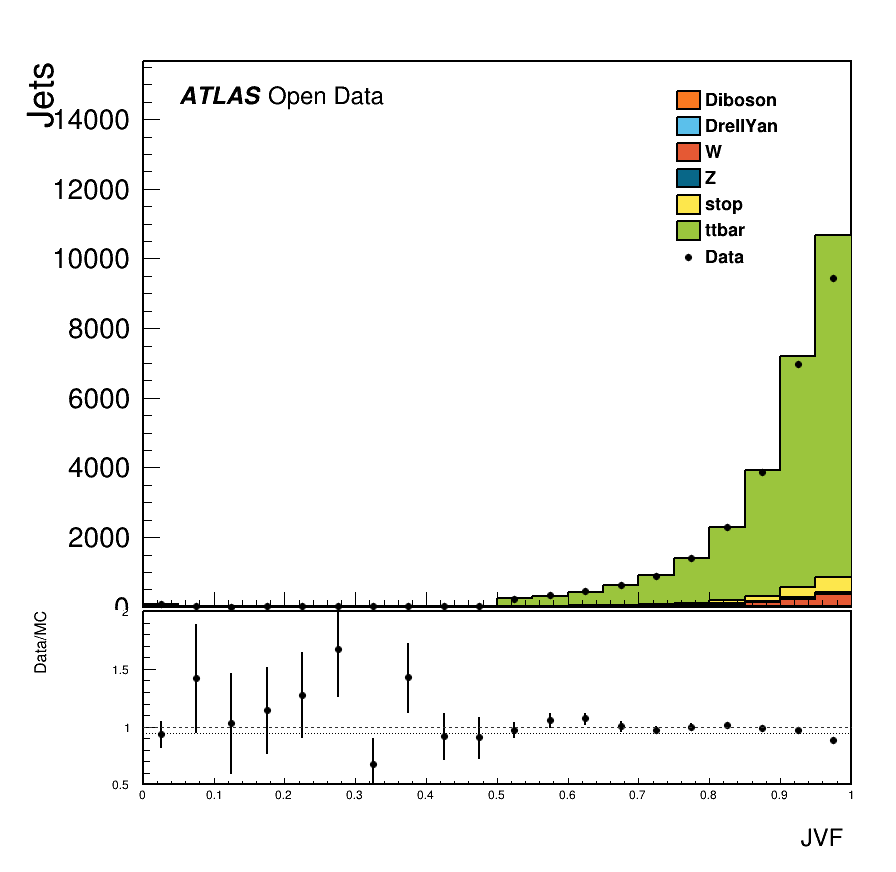 Jets
ATLAS Open Data
Diboson
DrellYan
W
Z
stop
ttbar
Data
14000
12000
10000
8000
6000
4000
2000
0
Data/MC
2
1.5
1
0.5
0 0.1 0.2 0.3 0.4 0.5 0.6 0.7 0.8 0.9 1
JVF